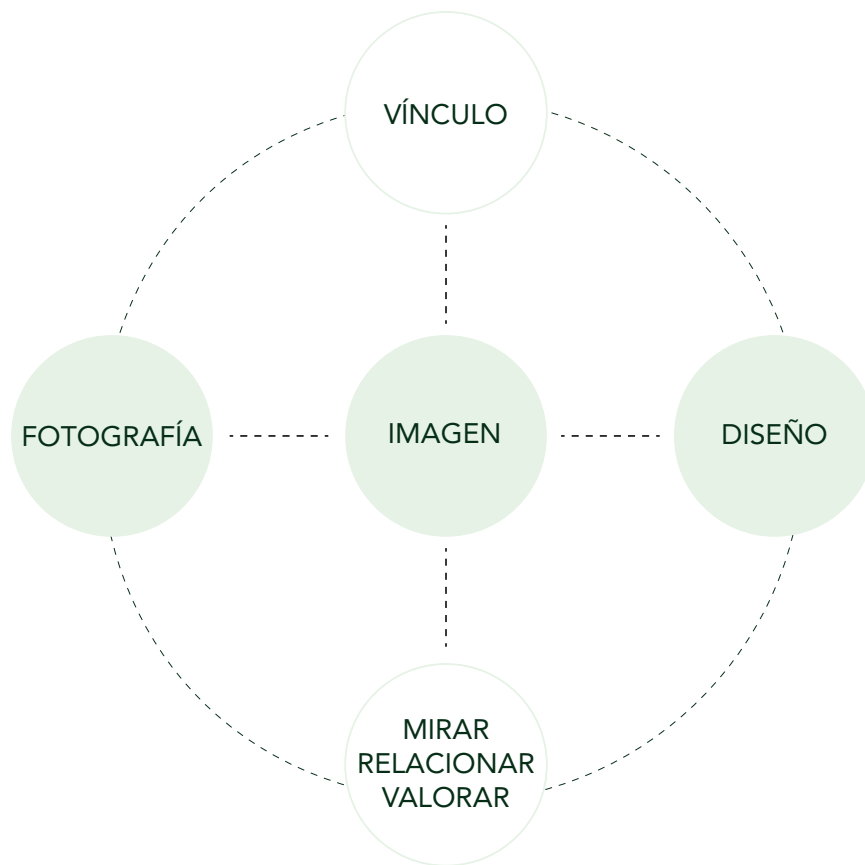 VÍNCULO
FOTOGRAFÍA
IMAGEN
DISEÑO
MIRAR
RELACIONAR
VALORAR